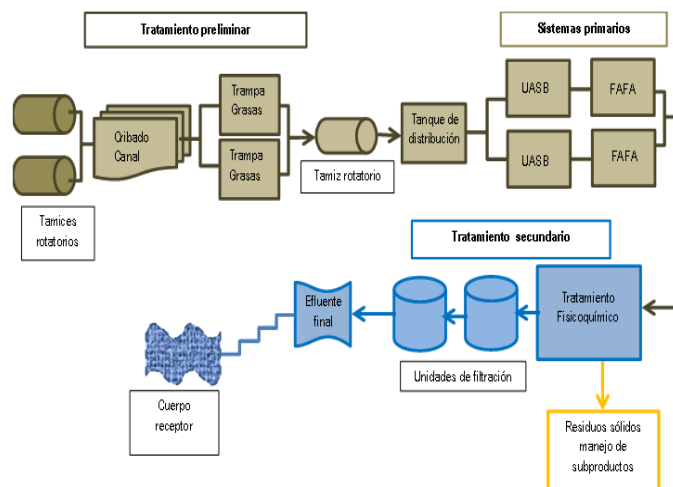 Tratamiento preliminar
Sistemas primarios
Trampa
Grasas
UASB
FAFA
Cribado
Canal
Tanque de
distribución
Trampa
Grasas
UASB
FAFA
Tamiz rotatorio
Tamices
rotatorios
Tratamiento secundario
Efluente
final
Tratamiento
Fisicoquímico
Unidades de filtración
Cuerpo
receptor
Residuos sólidos
manejo de
subproductos